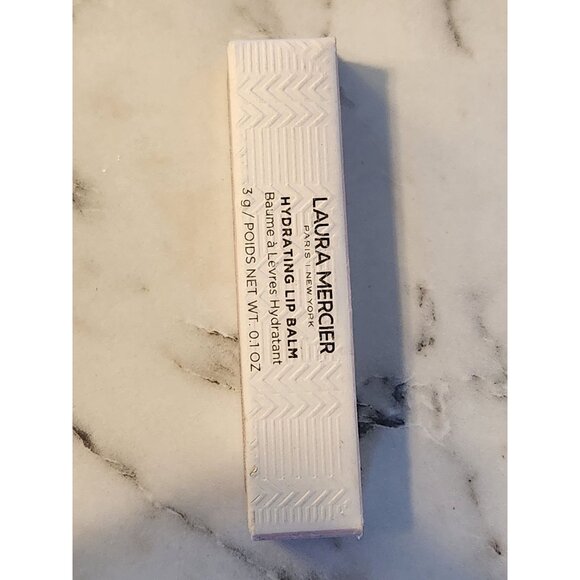 LAURA MERCIER
PARIS | NEW YORK
HYDRATING LIP BALM
Baume à Lèvres Hydratant
3 g / POIDS NET WT. 0.1 OZ